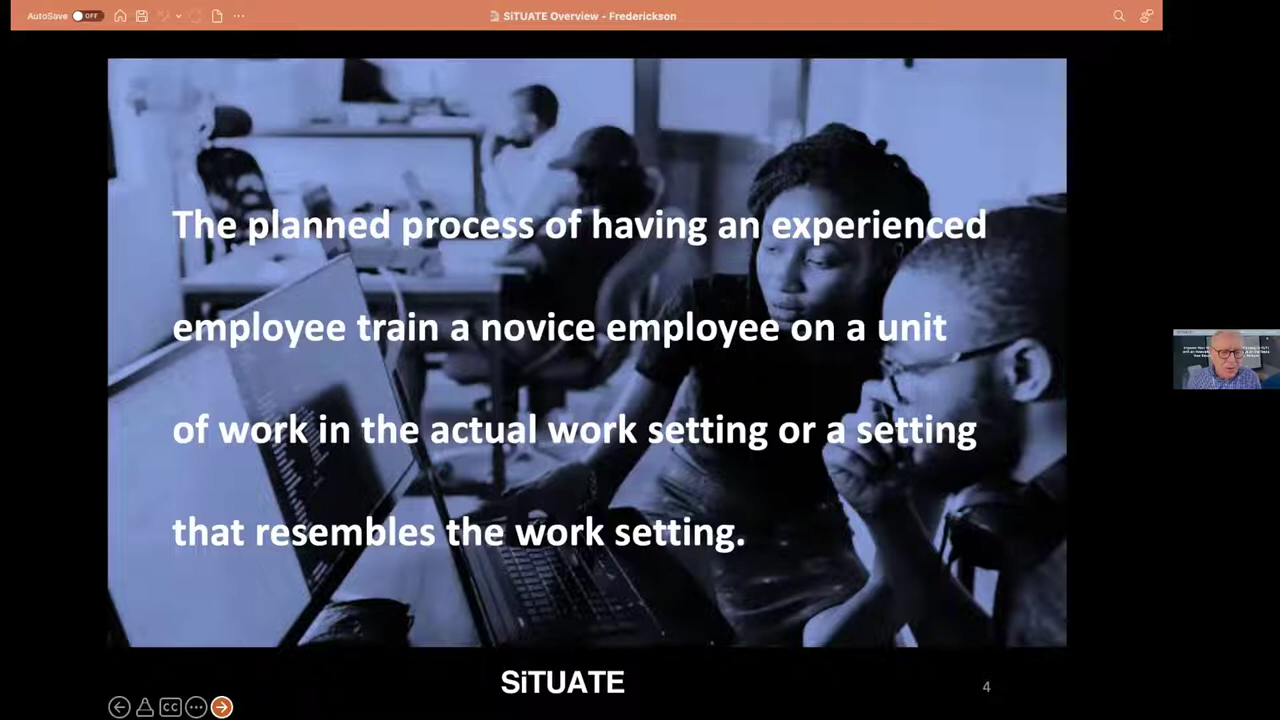 AutoSave OFF
SiTUATE Overview - Frederickson
The planned process of having an experienced
employee train a novice employee on a unit
of work in the actual work setting or a setting
that resembles the work setting.
SiTUATE
4
CC